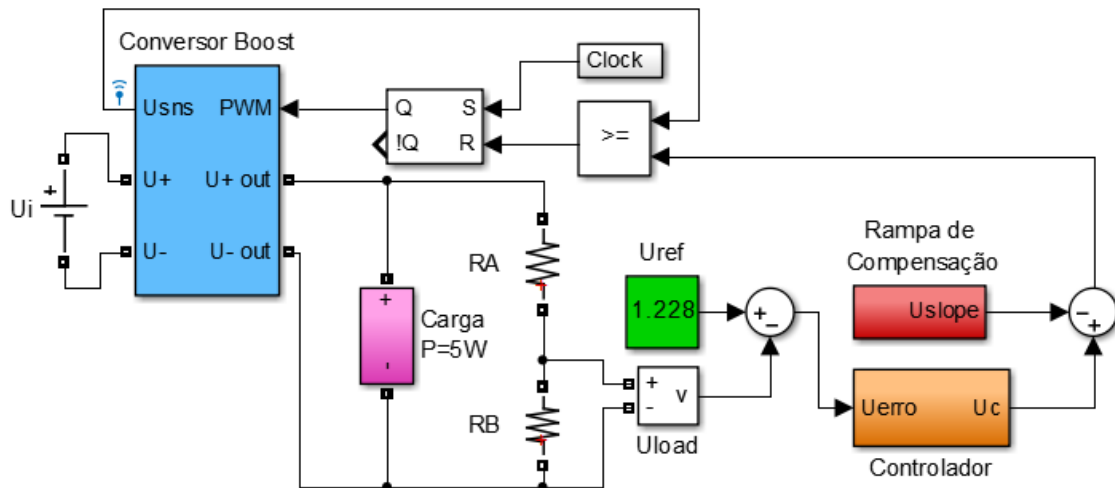 Conversor Boost
Usns
PWM
U+
U+ out
U-
U- out
Ui
+
Q
S
!Q
R
Clock
>=
RA
RB
+
-
Carga
P=5W
Uref
1.228
+
-
+
-
v
Uload
Rampa de
Compensação
Uslope
-
+
Uerro
Uc
Controlador